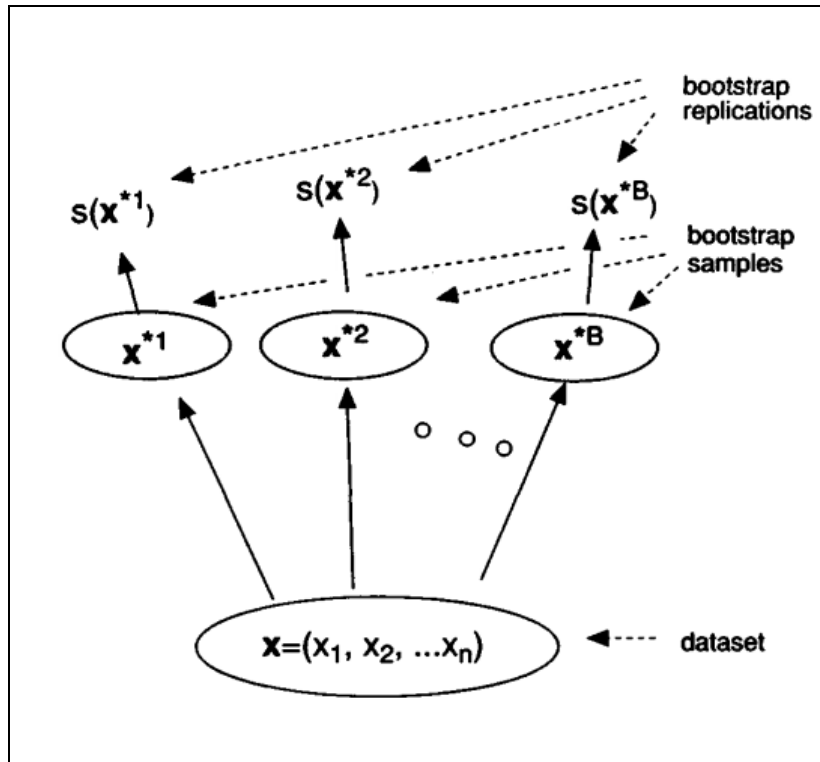 bootstrap
replications
s(x*1)
s(x*2)
s(x*B)
bootstrap
samples
x*1
x*2
x*B
x=(x1, x2, ...xn)
dataset